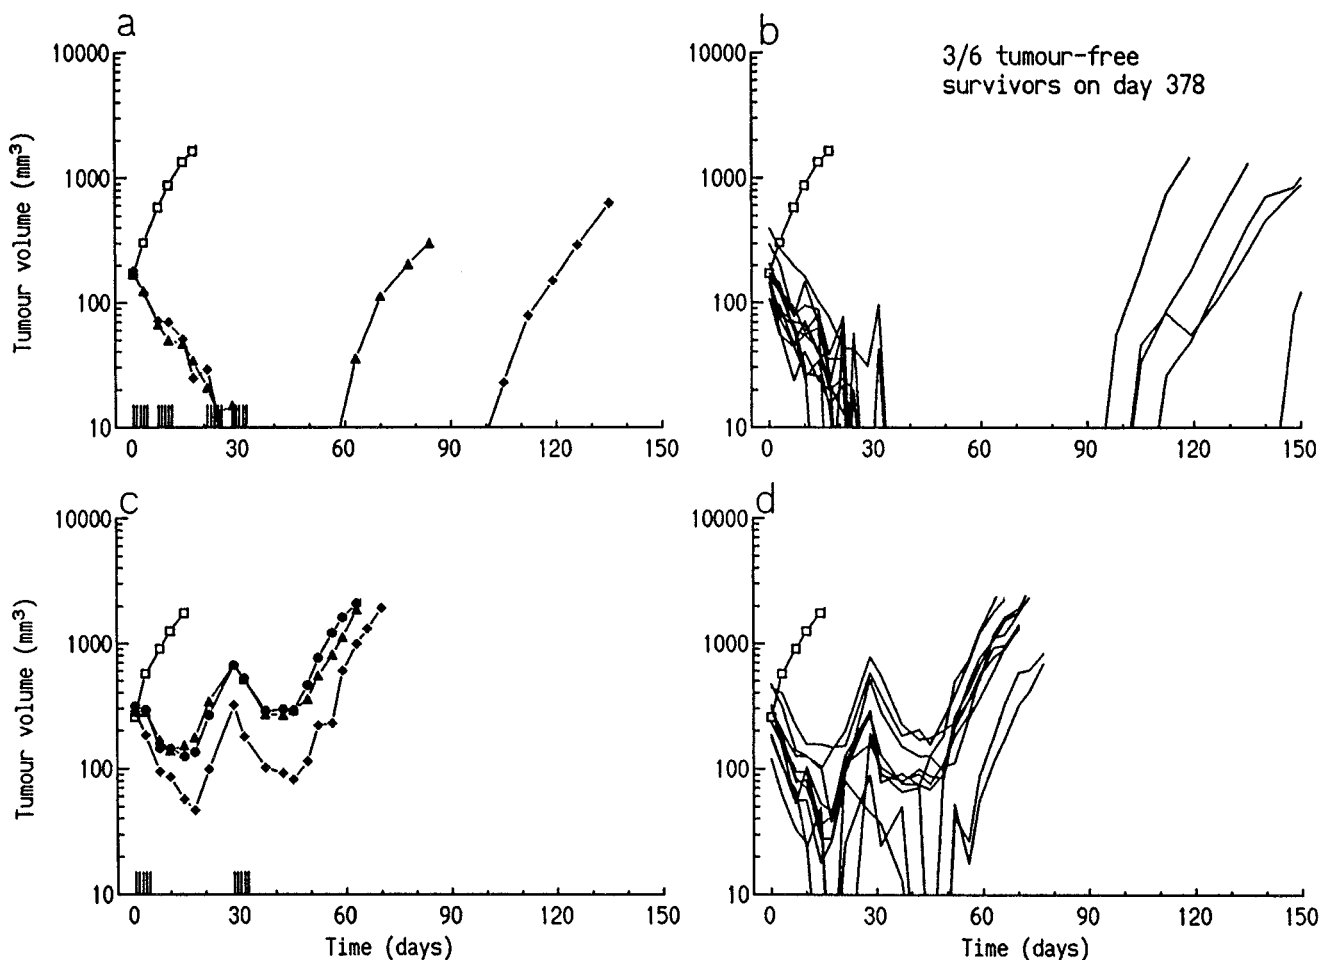 a
10000
1000
100
10
0 30 60 90 120 150
Tumour volume (mm³)
b
3/6 tumour-free
survivors on day 378
10000
1000
100
10
0 30 60 90 120 150
c
10000
1000
100
10
0 30 60 90 120 150
Tumour volume (mm³)
Time (days)
d
10000
1000
100
10
0 30 60 90 120 150
Time (days)